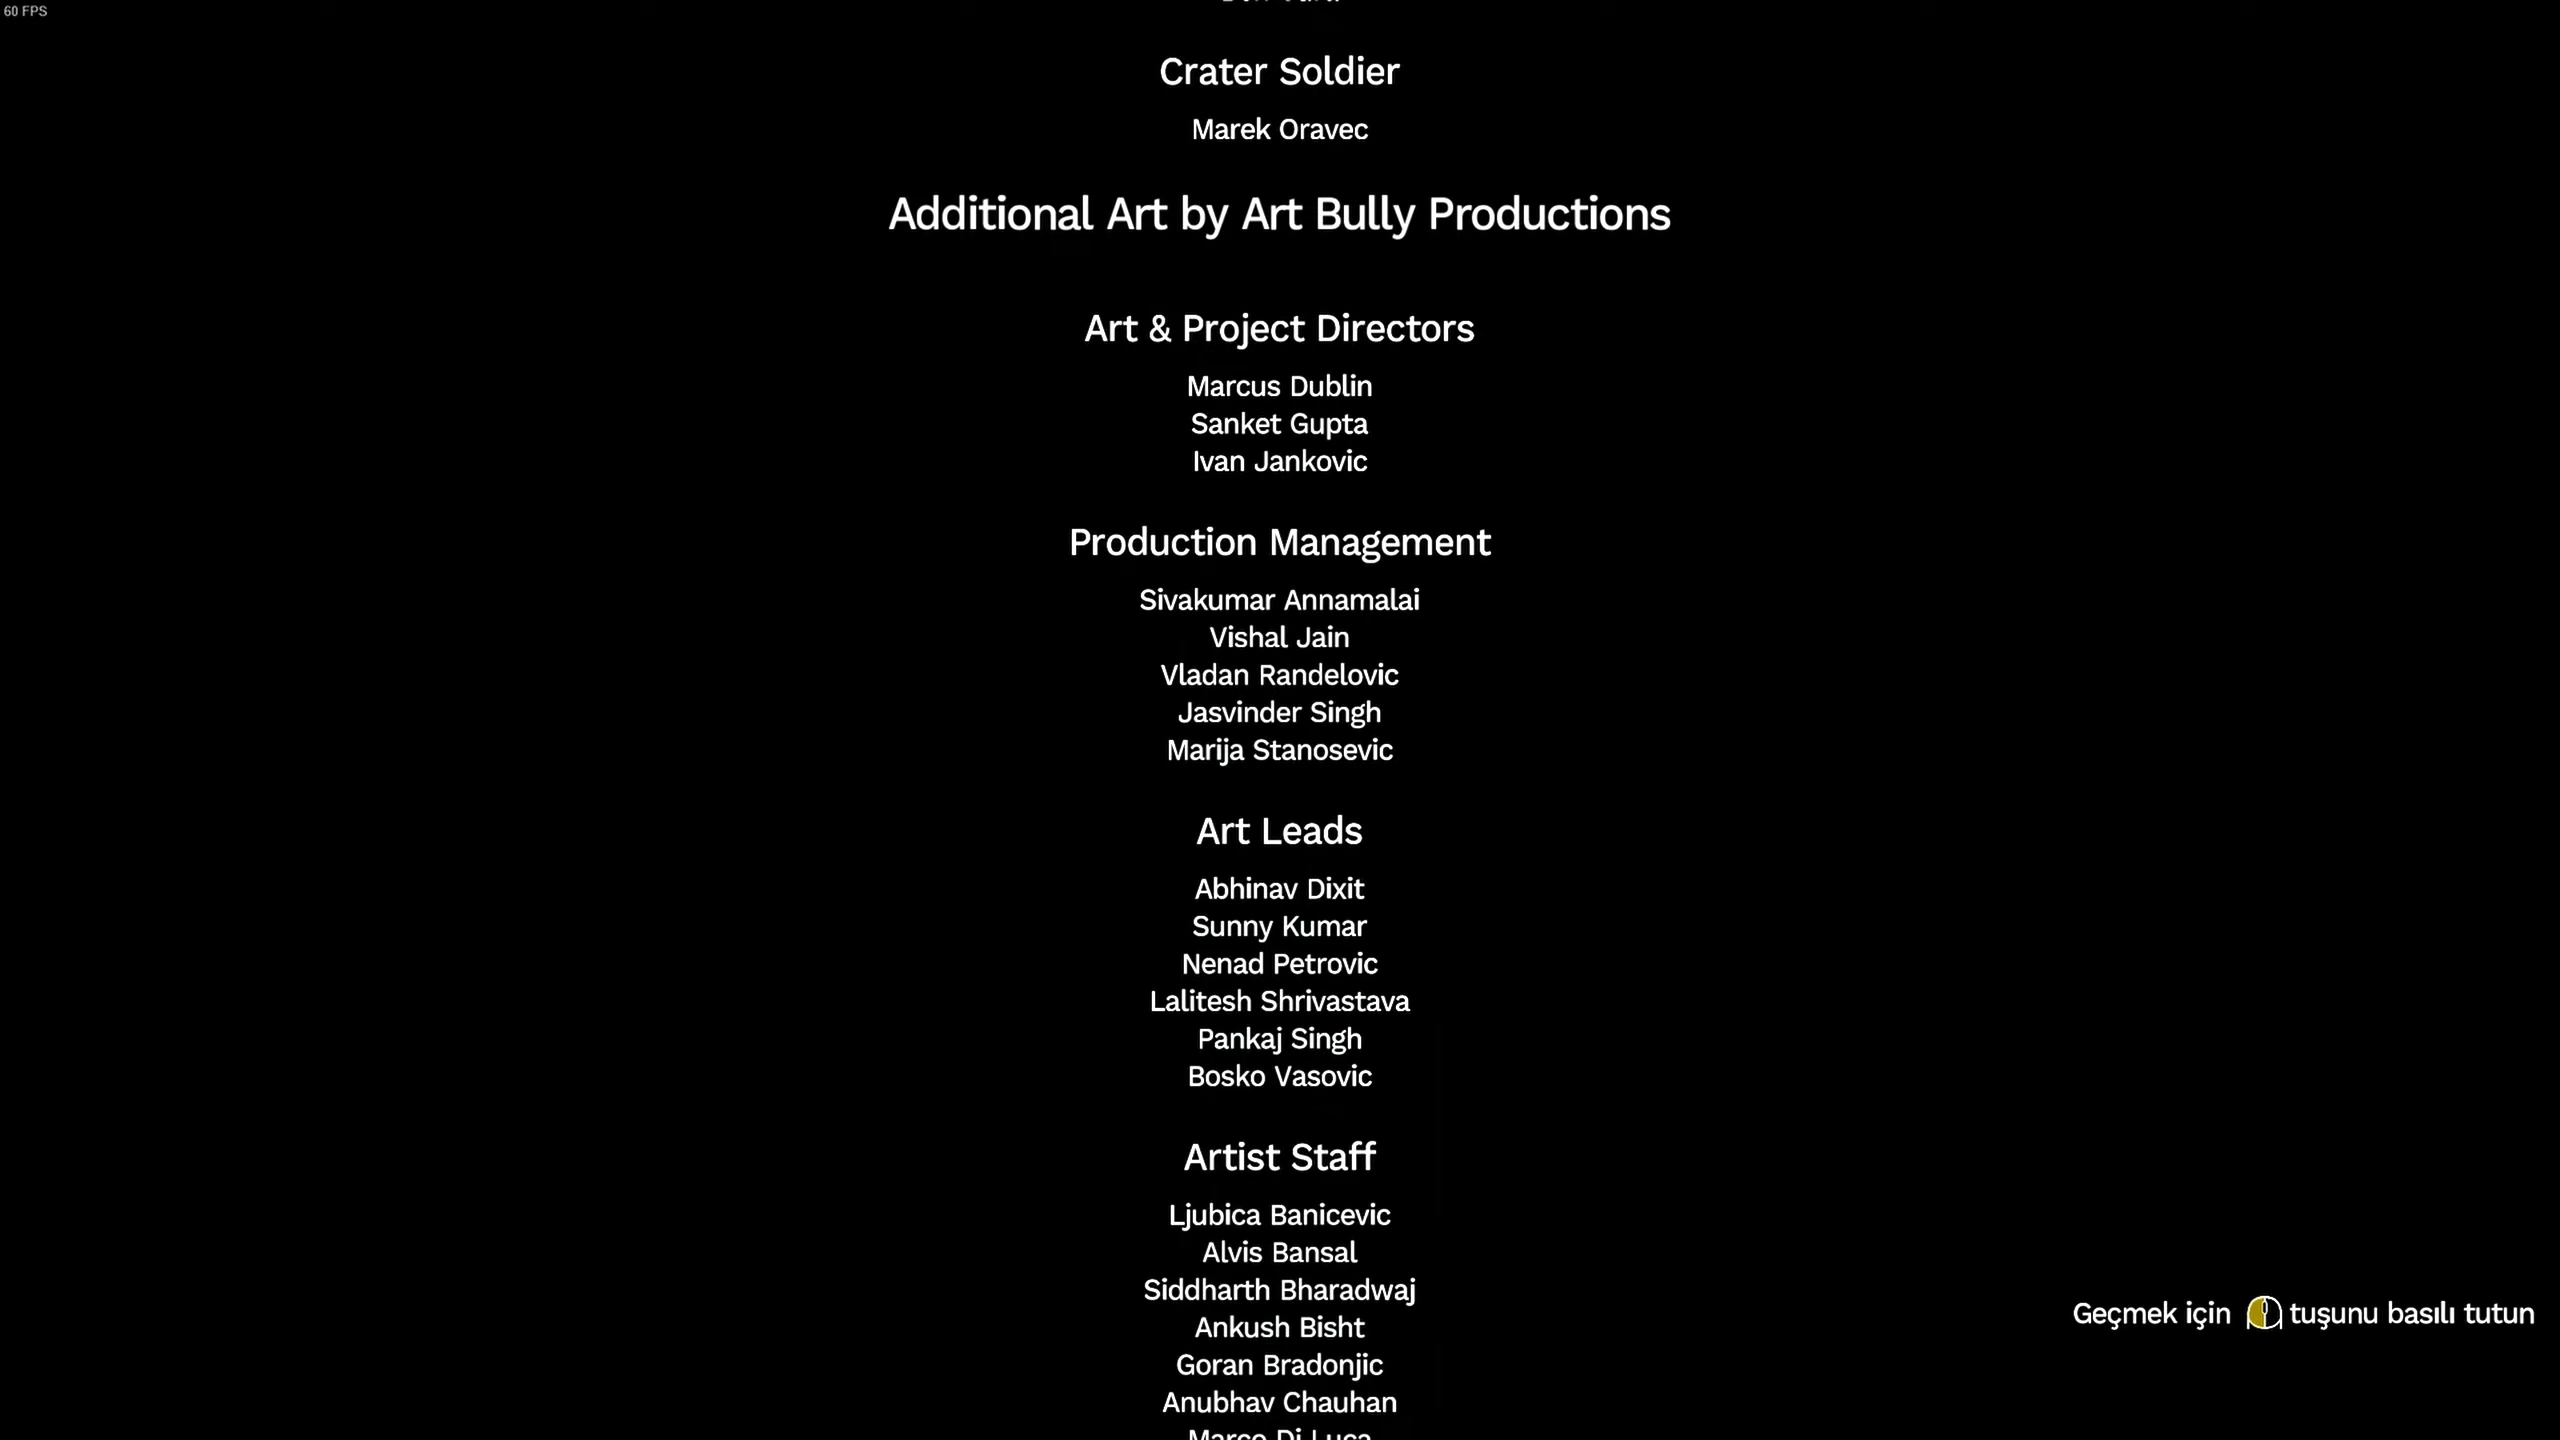 60 FPS
Crater Soldier
Marek Oravec
Additional Art by Art Bully Productions
Art & Project Directors
Marcus Dublin
Sanket Gupta
Ivan Jankovic
Production Management
Sivakumar Annamalai
Vishal Jain
Vladan Randelovic
Jasvinder Singh
Marija Stanosevic
Art Leads
Abhinav Dixit
Sunny Kumar
Nenad Petrovic
Lalitesh Shrivastava
Pankaj Singh
Bosko Vasovic
Artist Staff
Ljubica Banicevic
Alvis Bansal
Siddharth Bharadwaj
Geçmek için tuşunu basılı tutun
Ankush Bisht
Goran Bradonjic
Anubhav Chauhan
Marco Di Luca